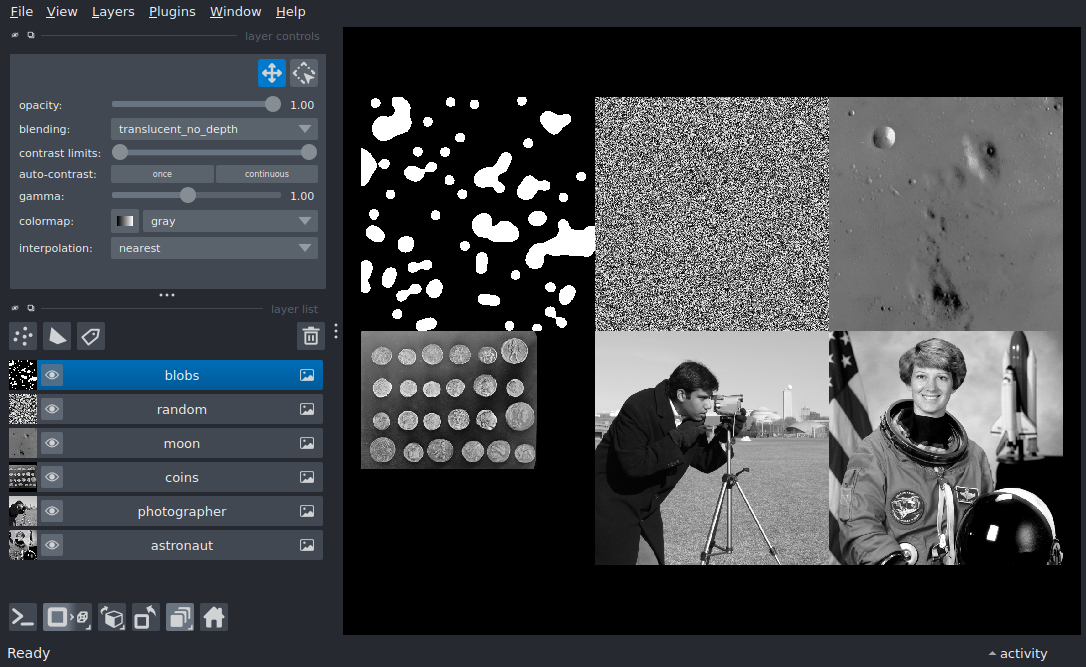 File View Layers Plugins Window Help
layer controls
opacity: 1.00
blending: translucent_no_depth
contrast limits:
auto-contrast: once continuous
gamma: 1.00
colormap: gray
interpolation: nearest
layer list
blobs
random
moon
coins
photographer
astronaut
Ready
activity